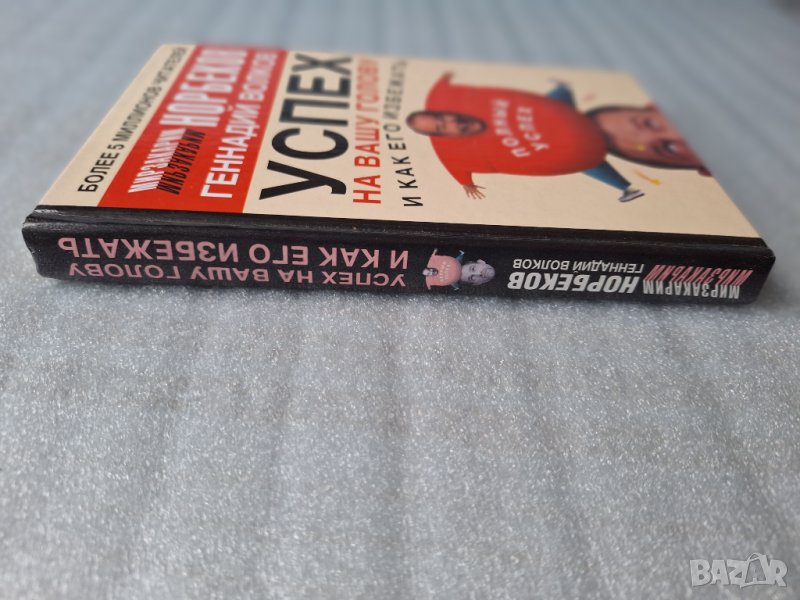 БОЛЕЕ 5 МИЛЛИОНОВ ЧИТАТЕЛЕЙ
МИРЗАКАРИМ
НОРБЕКОВ
ГЕННАДИЙ ВОЛКОВ
УСПЕХ
НА ВАШУ ГОЛОВУ
И КАК ЕГО ИЗБЕЖАТЬ
ПОЛНЫЙ
УСПЕХ
МИРЗАКАРИМ
НОРБЕКОВ
ГЕННАДИЙ ВОЛКОВ
УСПЕХ НА ВАШУ ГОЛОВУ
И КАК ЕГО ИЗБЕЖАТЬ
BAZAR